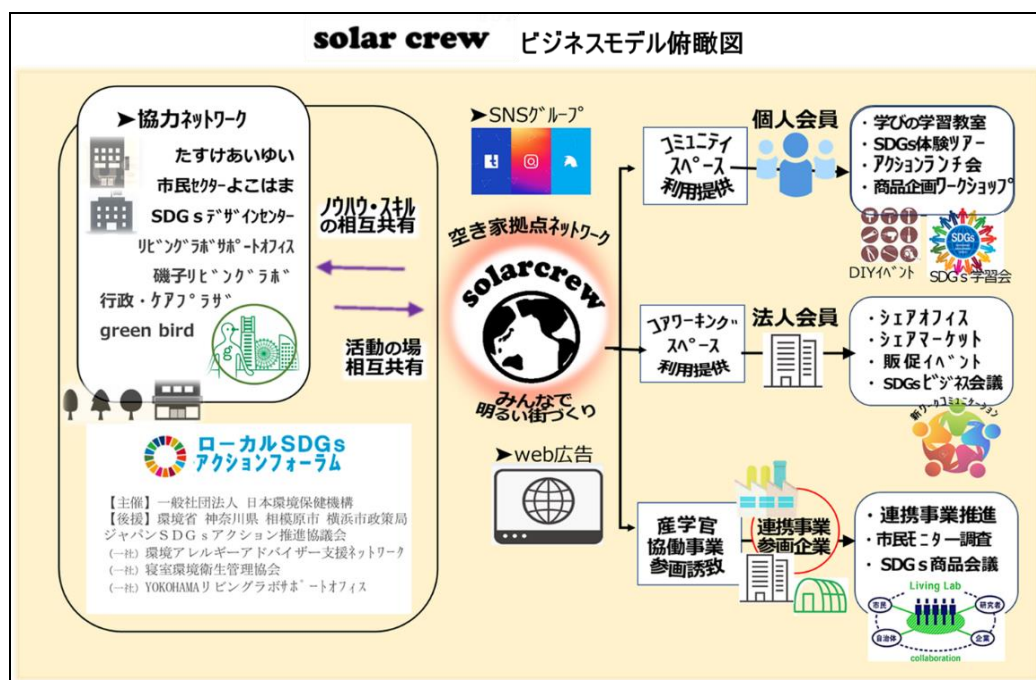 solar crew ビジネスモデル俯瞰図
➤協力ネットワーク
たすけあいゆい
市民セクターよこはま
SDGsデザインセンター
リビングラボサポートオフィス
磯子リビングラボ
行政・ケアプラザ
green bird
ノウハウ・スキル
の相互共有
活動の場
相互共有
ローカルSDGs
アクションフォーラム
【主催】一般社団法人 日本環境保健機構
【後援】環境省 神奈川県 相模原市 横浜市政策局
ジャパンSDGsアクション推進協議会
(一社) 環境アレルギーアドバイザー支援ネットワーク
(一社) 寝室環境衛生管理協会
(一社) YOKOHAMAリビングラボサポートオフィス
➤SNSグループ
空き家拠点ネットワーク
solarcrew
みんなで
明るい街づくり
➤web広告
コミュニティ
スペース
利用提供
個人会員
・学びの学習教室
・SDGs体験ツアー
・アクションランチ会
・商品企画ワークショップ
DIYイベント
SDGs
SDGs学習会
コアワーキング
スペース
利用提供
法人会員
・シェアオフィス
・シェアマーケット
・販促イベント
・SDGsビジネス会議
新ワークコミュニケーション
産学官
協働事業
参画誘致
連携事業
参画企業
・連携事業推進
・市民モニター調査
・SDGs商品会議
Living Lab
市民
研究者
自治体
企業
collaboration